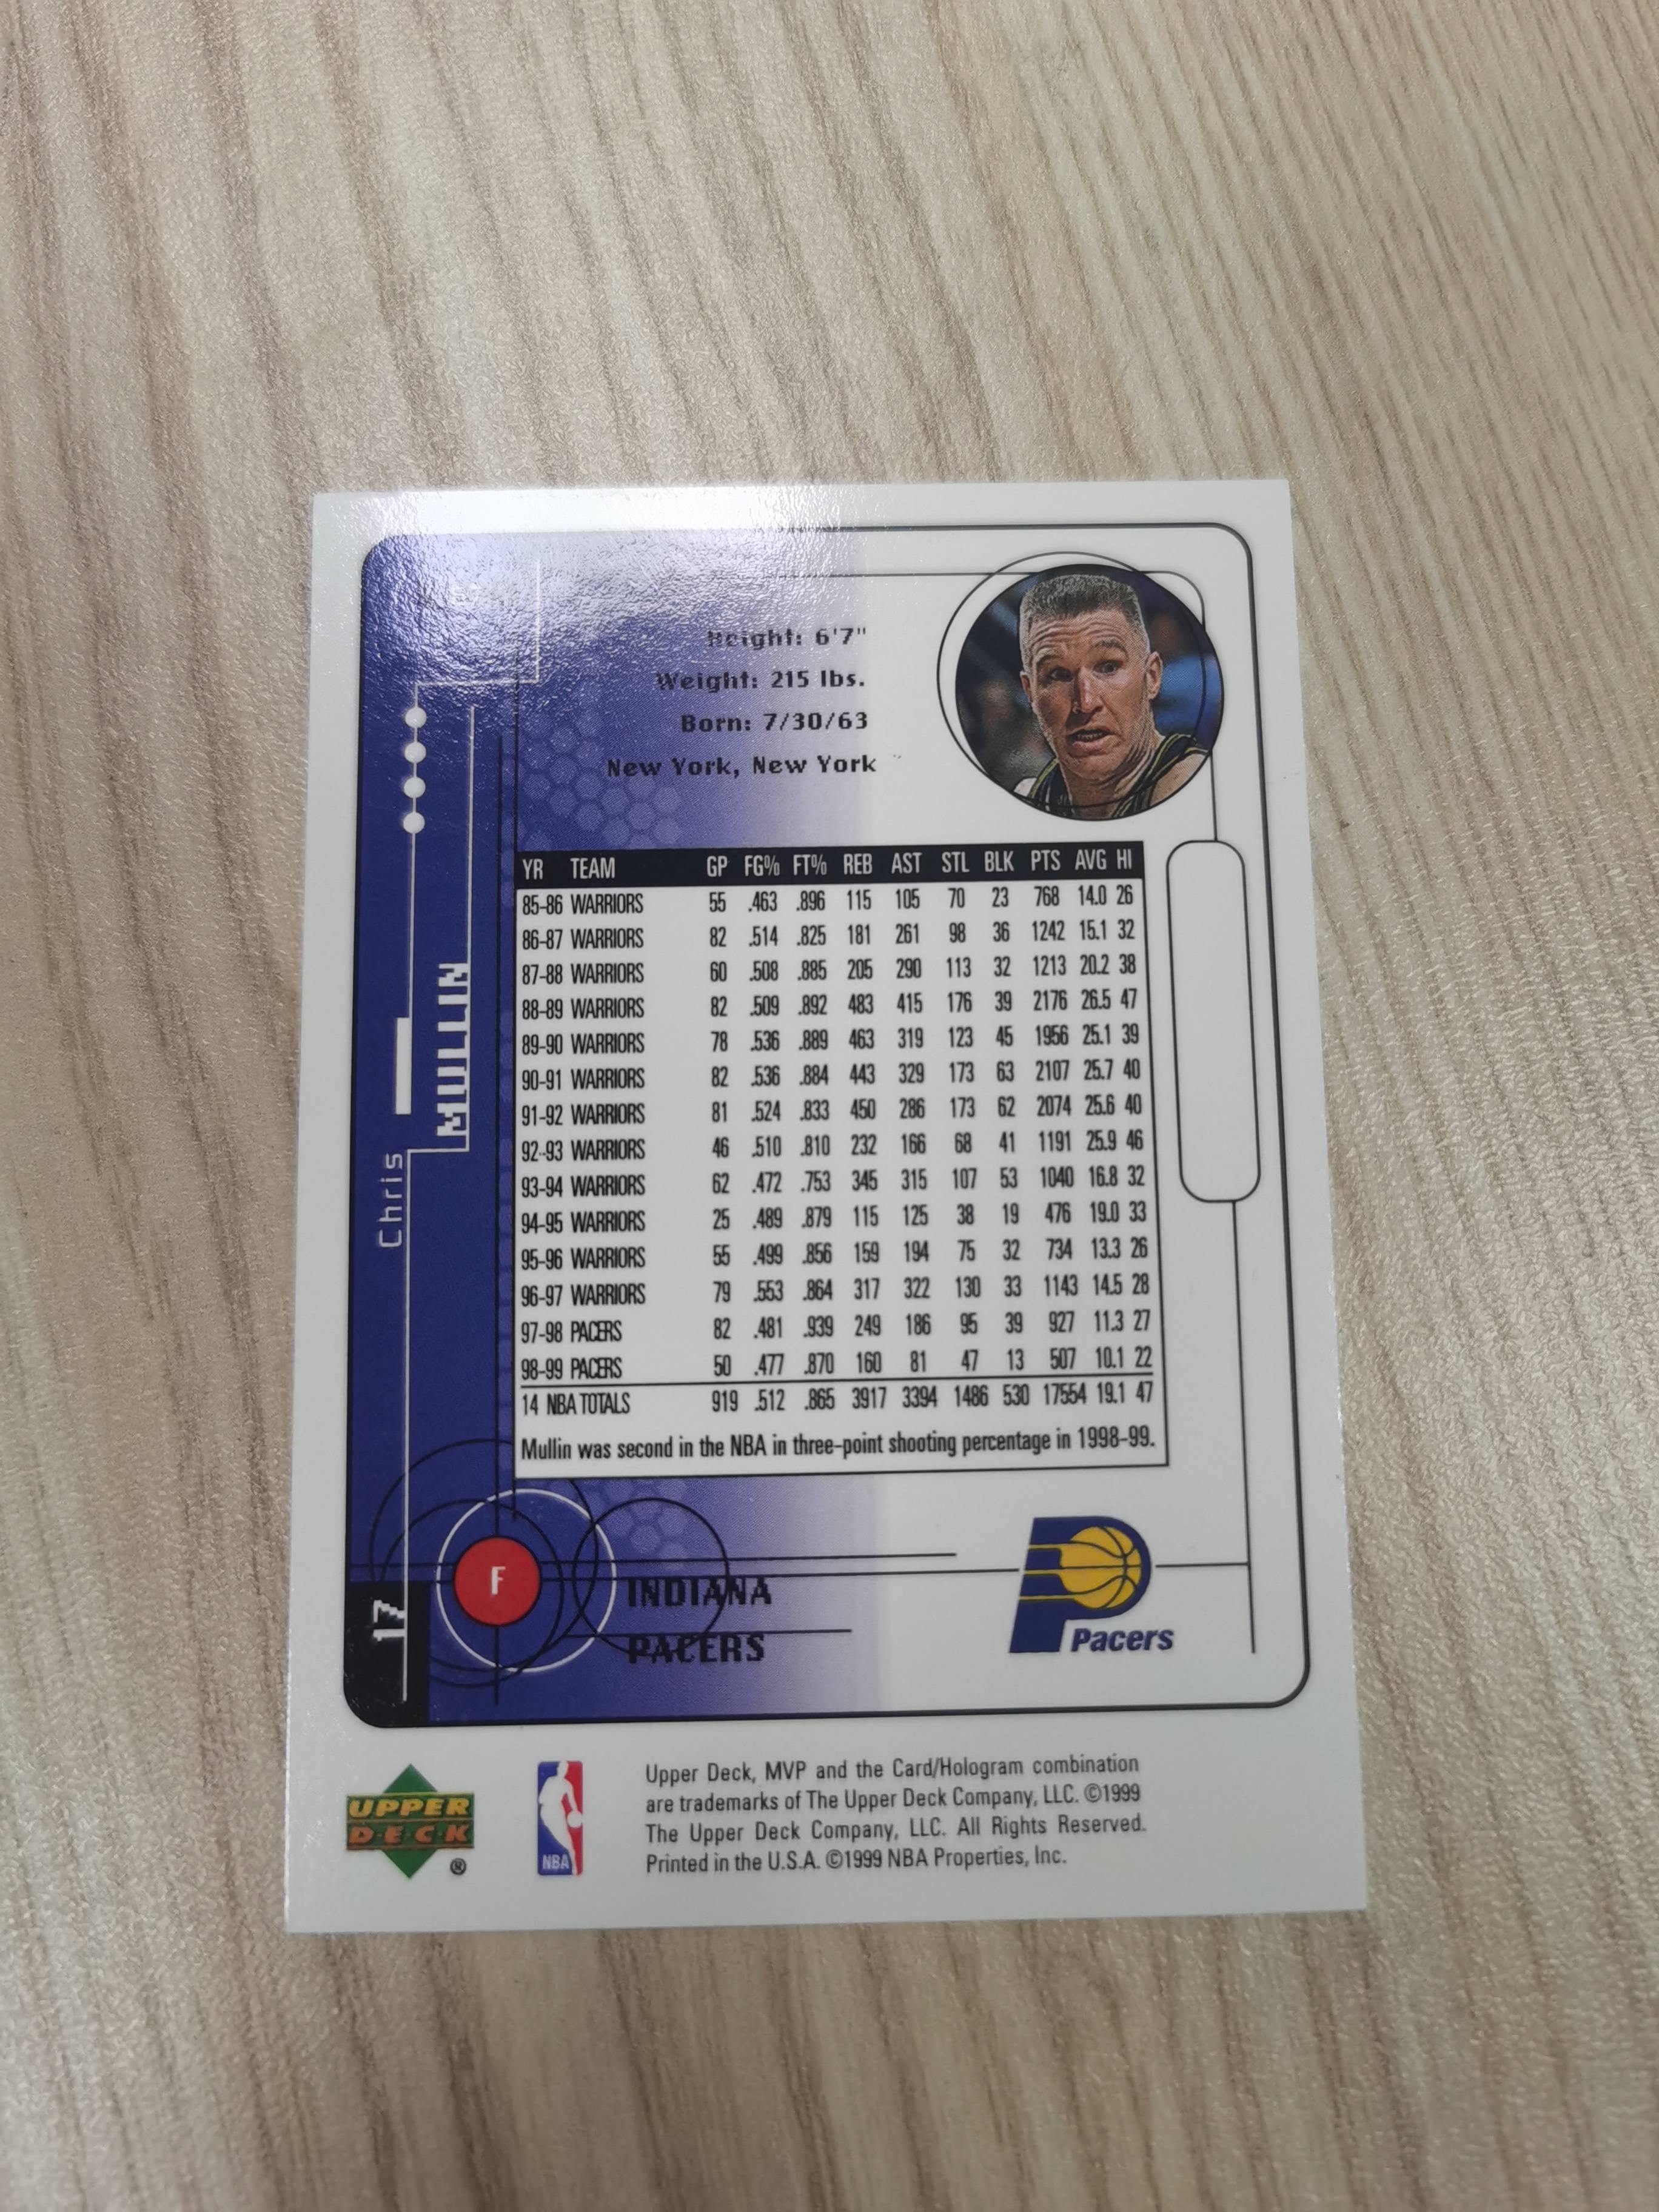 Height: 6'7"
Weight: 215 lbs.
Born: 7/30/63
New York, New York
Chris
MULLIN
YR TEAM GP FG% FT% REB AST STL BLK PTS AVG HI
85-86 WARRIORS 55 .463 .896 115 105 70 23 768 14.0 26
86-87 WARRIORS 82 .514 .825 181 261 98 36 1242 15.1 32
87-88 WARRIORS 60 .508 .885 205 290 113 32 1213 20.2 38
88-89 WARRIORS 82 .509 .892 483 415 176 39 2176 26.5 47
89-90 WARRIORS 78 .536 .889 463 319 123 45 1956 25.1 39
90-91 WARRIORS 82 .536 .884 443 329 173 63 2107 25.7 40
91-92 WARRIORS 81 .524 .833 450 286 173 62 2074 25.6 40
92-93 WARRIORS 46 .510 .810 232 166 68 41 1191 25.9 46
93-94 WARRIORS 62 .472 .753 345 315 107 53 1040 16.8 32
94-95 WARRIORS 25 .489 .879 115 125 38 19 476 19.0 33
95-96 WARRIORS 55 .499 .856 159 194 75 32 734 13.3 26
96-97 WARRIORS 79 .553 .864 317 322 130 33 1143 14.5 28
97-98 PACERS 82 .481 .939 249 186 95 39 927 11.3 27
98-99 PACERS 50 .477 .870 160 81 47 13 507 10.1 22
14 NBA TOTALS 919 .512 .865 3917 3394 1486 530 17554 19.1 47
Mullin was second in the NBA in three-point shooting percentage in 1998-99.
17
F
INDIANA
PACERS
Pacers
UPPER
DECK
®
NBA
Upper Deck, MVP and the Card/Hologram combination
are trademarks of The Upper Deck Company, LLC. ©1999
The Upper Deck Company, LLC. All Rights Reserved.
Printed in the U.S.A. ©1999 NBA Properties, Inc.